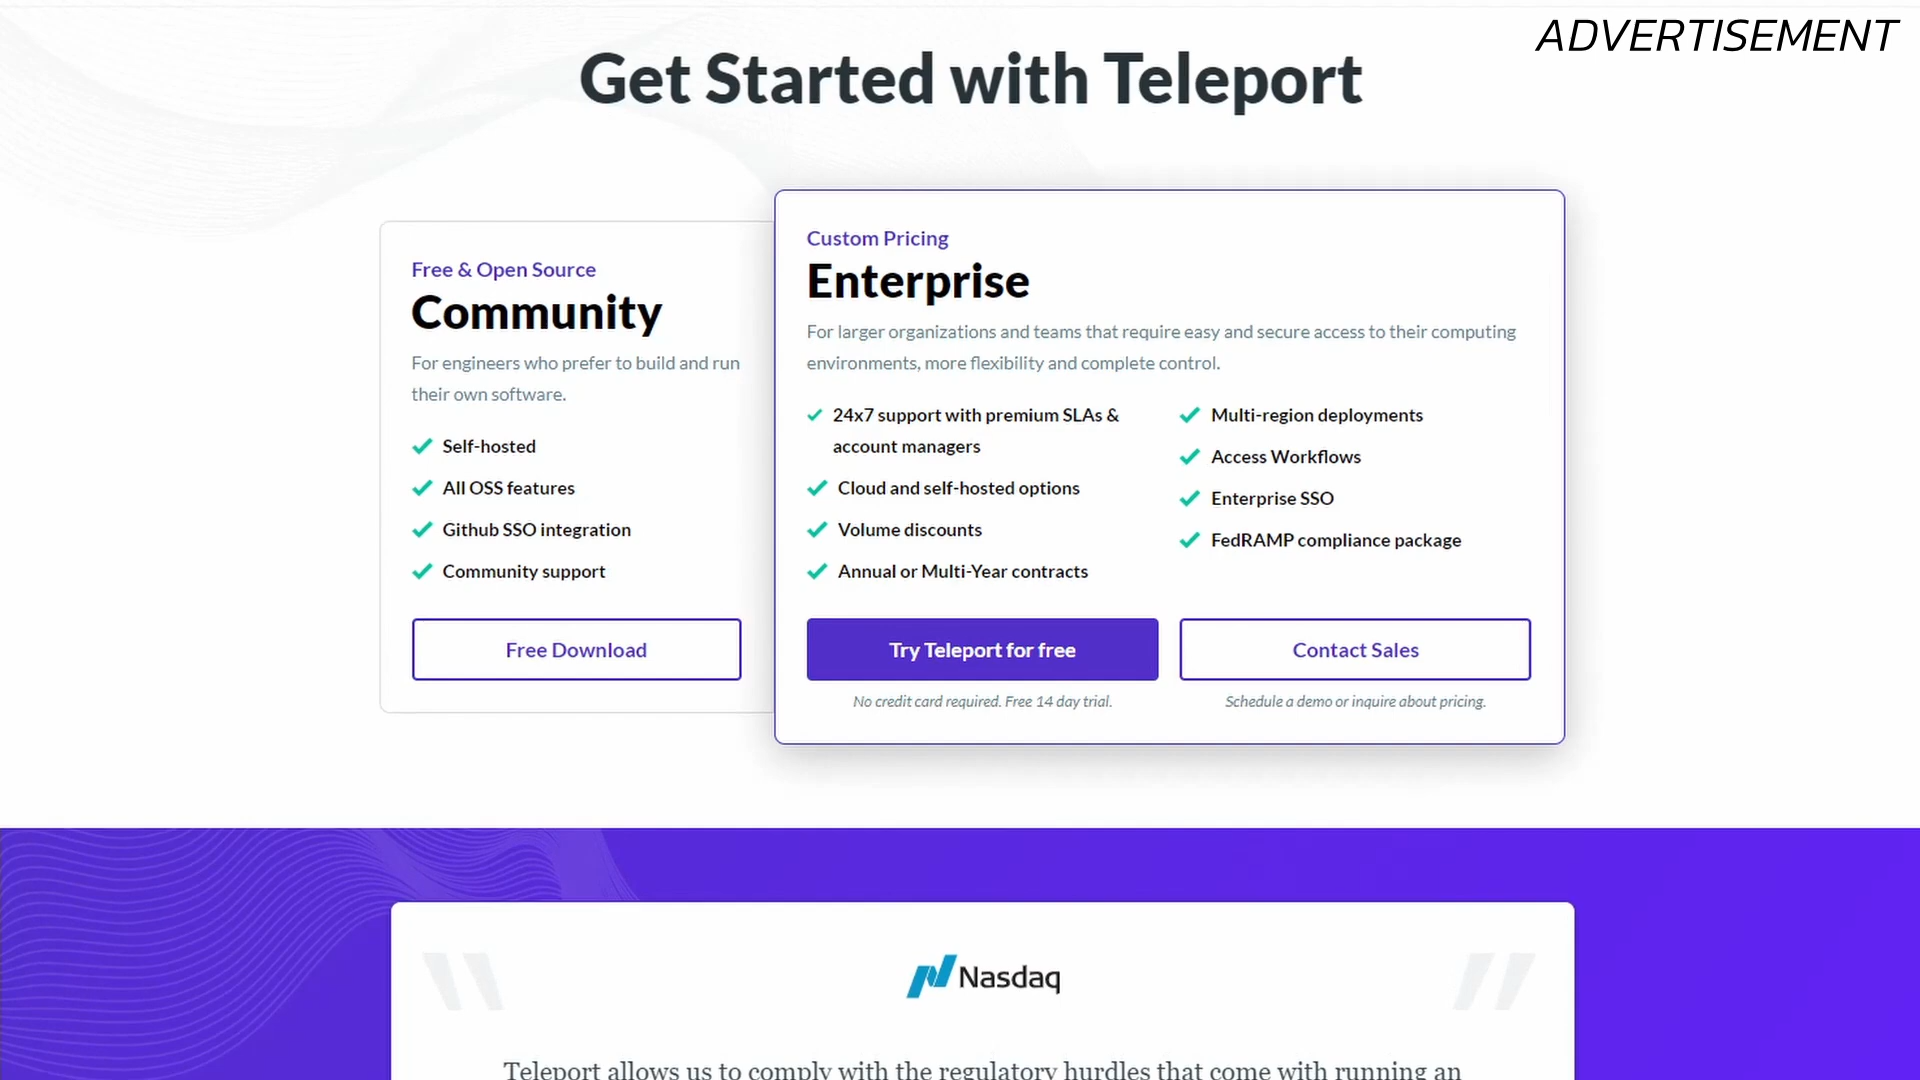 ADVERTISEMENT
Get Started with Teleport
Free & Open Source
Community
For engineers who prefer to build and run
their own software.
Self-hosted
All OSS features
Github SSO integration
Community support
Free Download
Custom Pricing
Enterprise
For larger organizations and teams that require easy and secure access to their computing
environments, more flexibility and complete control.
24x7 support with premium SLAs &
account managers
Cloud and self-hosted options
Volume discounts
Annual or Multi-Year contracts
Multi-region deployments
Access Workflows
Enterprise SSO
FedRAMP compliance package
Try Teleport for free
No credit card required. Free 14 day trial.
Contact Sales
Schedule a demo or inquire about pricing.
Nasdaq
Teleport allows us to comply with the regulatory hurdles that come with running an